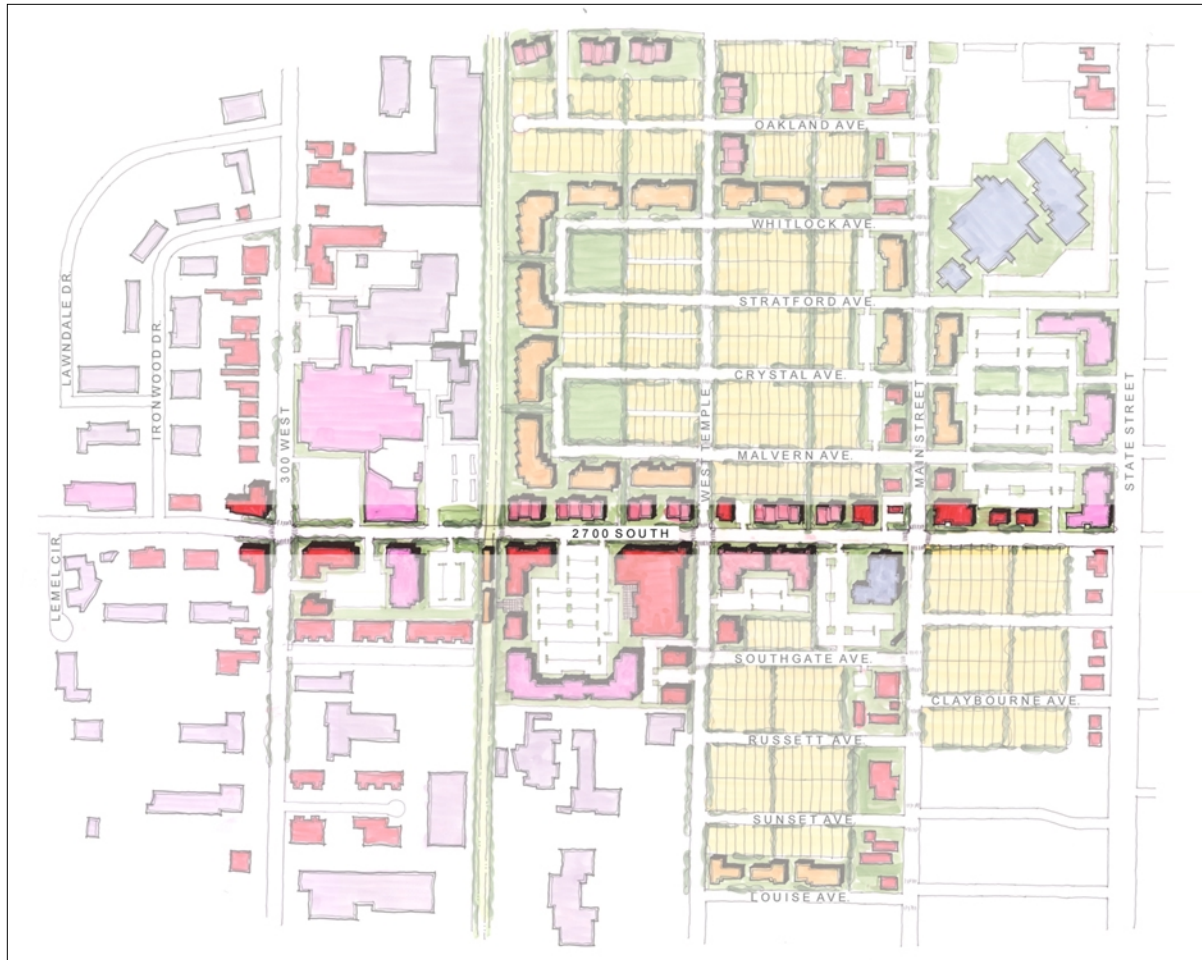 OAKLAND AVE.
WHITLOCK AVE.
STRATFORD AVE.
CRYSTAL AVE.
MALVERN AVE.
LAWNDALE DR.
IRONWOOD DR.
300 WEST
WEST TEMPLE
MAIN STREET
STATE STREET
2700 SOUTH
LEMEL CIR.
SOUTHGATE AVE.
CLAYBOURNE AVE.
RUSSETT AVE.
SUNSET AVE.
LOUISE AVE.